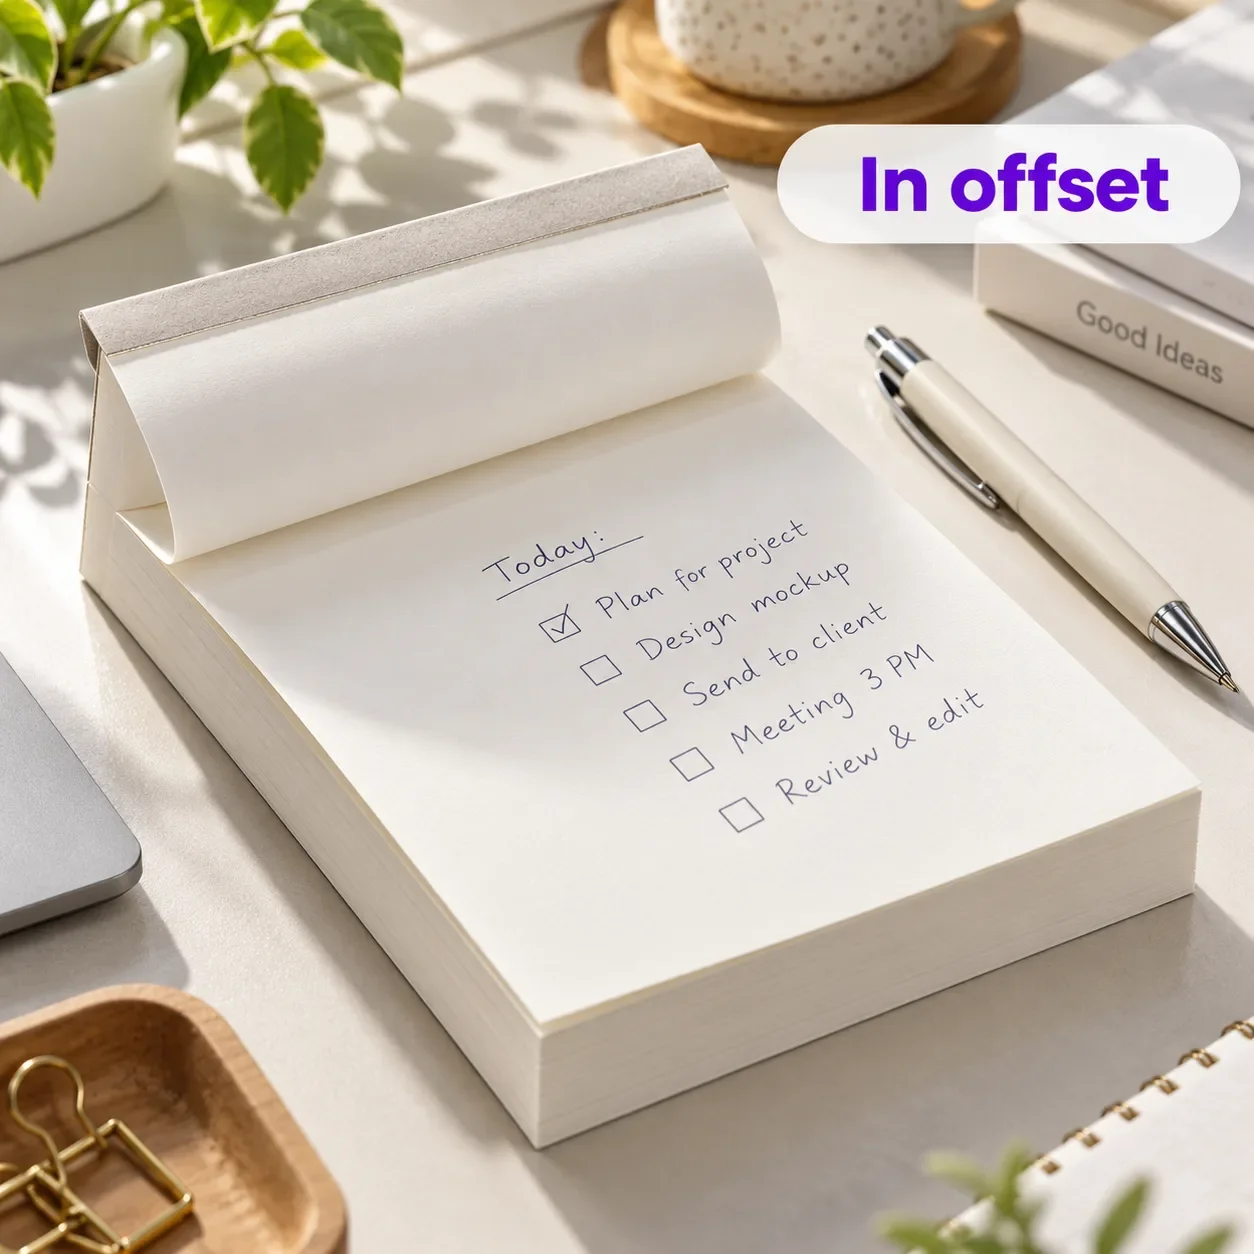 In offset
Good Ideas
Today:
Plan for project
Design mockup
Send to client
Meeting 3 PM
Review & edit